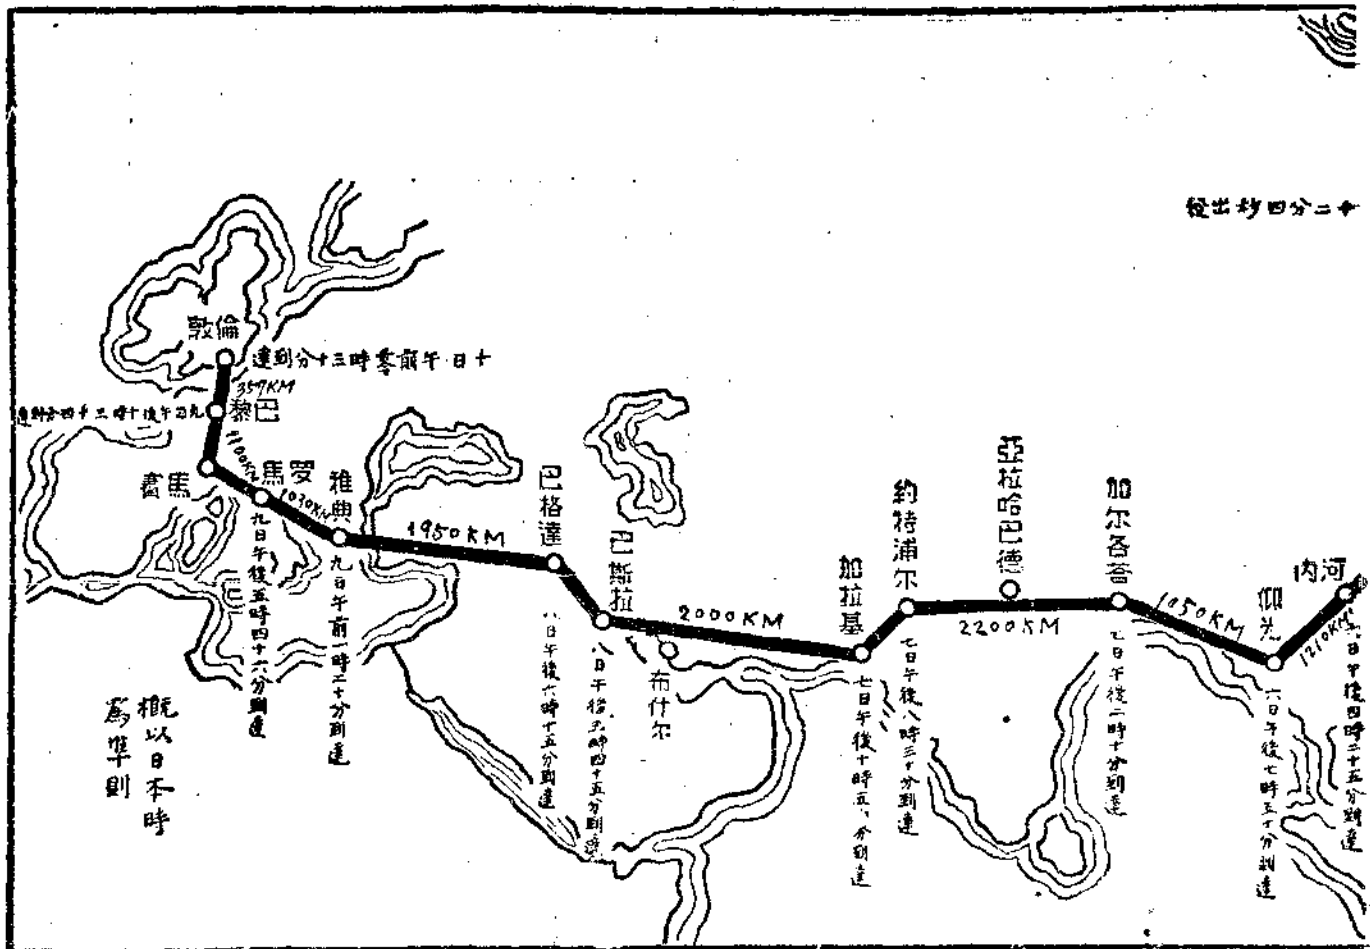 十二分四秒出發
倫敦
十日午前零時三十分到達
357KM
巴黎
九日午後十時三十四分到達
1100KM
馬賽
羅馬
九日午後五時四十六分到達
1030KM
雅典
九日午前一時二十分到達
1950KM
巴格達
八日午後六時十五分到達
巴斯拉
八日午後時四十五分到達
布什尔
2000KM
加拉基
七日午後十時五分到達
約特浦尔
七日午後八時三十分到達
亞拉哈巴德
2200KM
加尔各荅
七日午後二時十分到達
1050KM
仰光
六日午後七時五十分到達
1210KM
河内
六日午後四時二十五分到達
概以日本時
爲準則